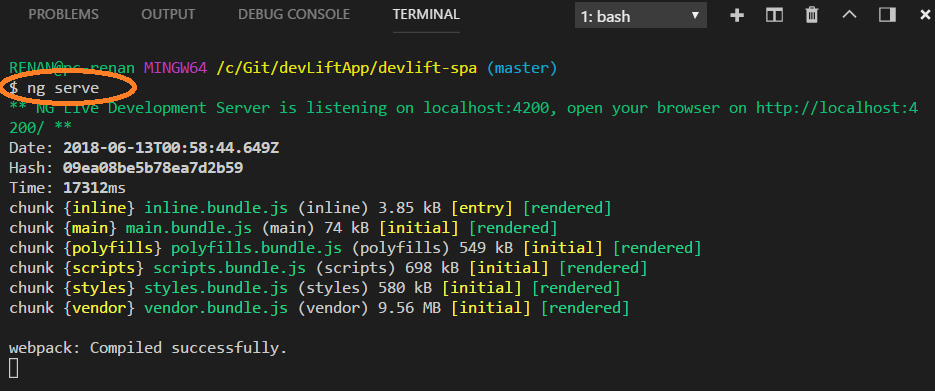 PROBLEMS OUTPUT DEBUG CONSOLE TERMINAL 1: bash
RENAN@pc-renan MINGW64 /c/Git/devLiftApp/devlift-spa (master)
$ ng serve
** NG Live Development Server is listening on localhost:4200, open your browser on http://localhost:4
200/ **
Date: 2018-06-13T00:58:44.649Z
Hash: 09ea08be5b78ea7d2b59
Time: 17312ms
chunk {inline} inline.bundle.js (inline) 3.85 kB [entry] [rendered]
chunk {main} main.bundle.js (main) 74 kB [initial] [rendered]
chunk {polyfills} polyfills.bundle.js (polyfills) 549 kB [initial] [rendered]
chunk {scripts} scripts.bundle.js (scripts) 698 kB [initial] [rendered]
chunk {styles} styles.bundle.js (styles) 580 kB [initial] [rendered]
chunk {vendor} vendor.bundle.js (vendor) 9.56 MB [initial] [rendered]
webpack: Compiled successfully.